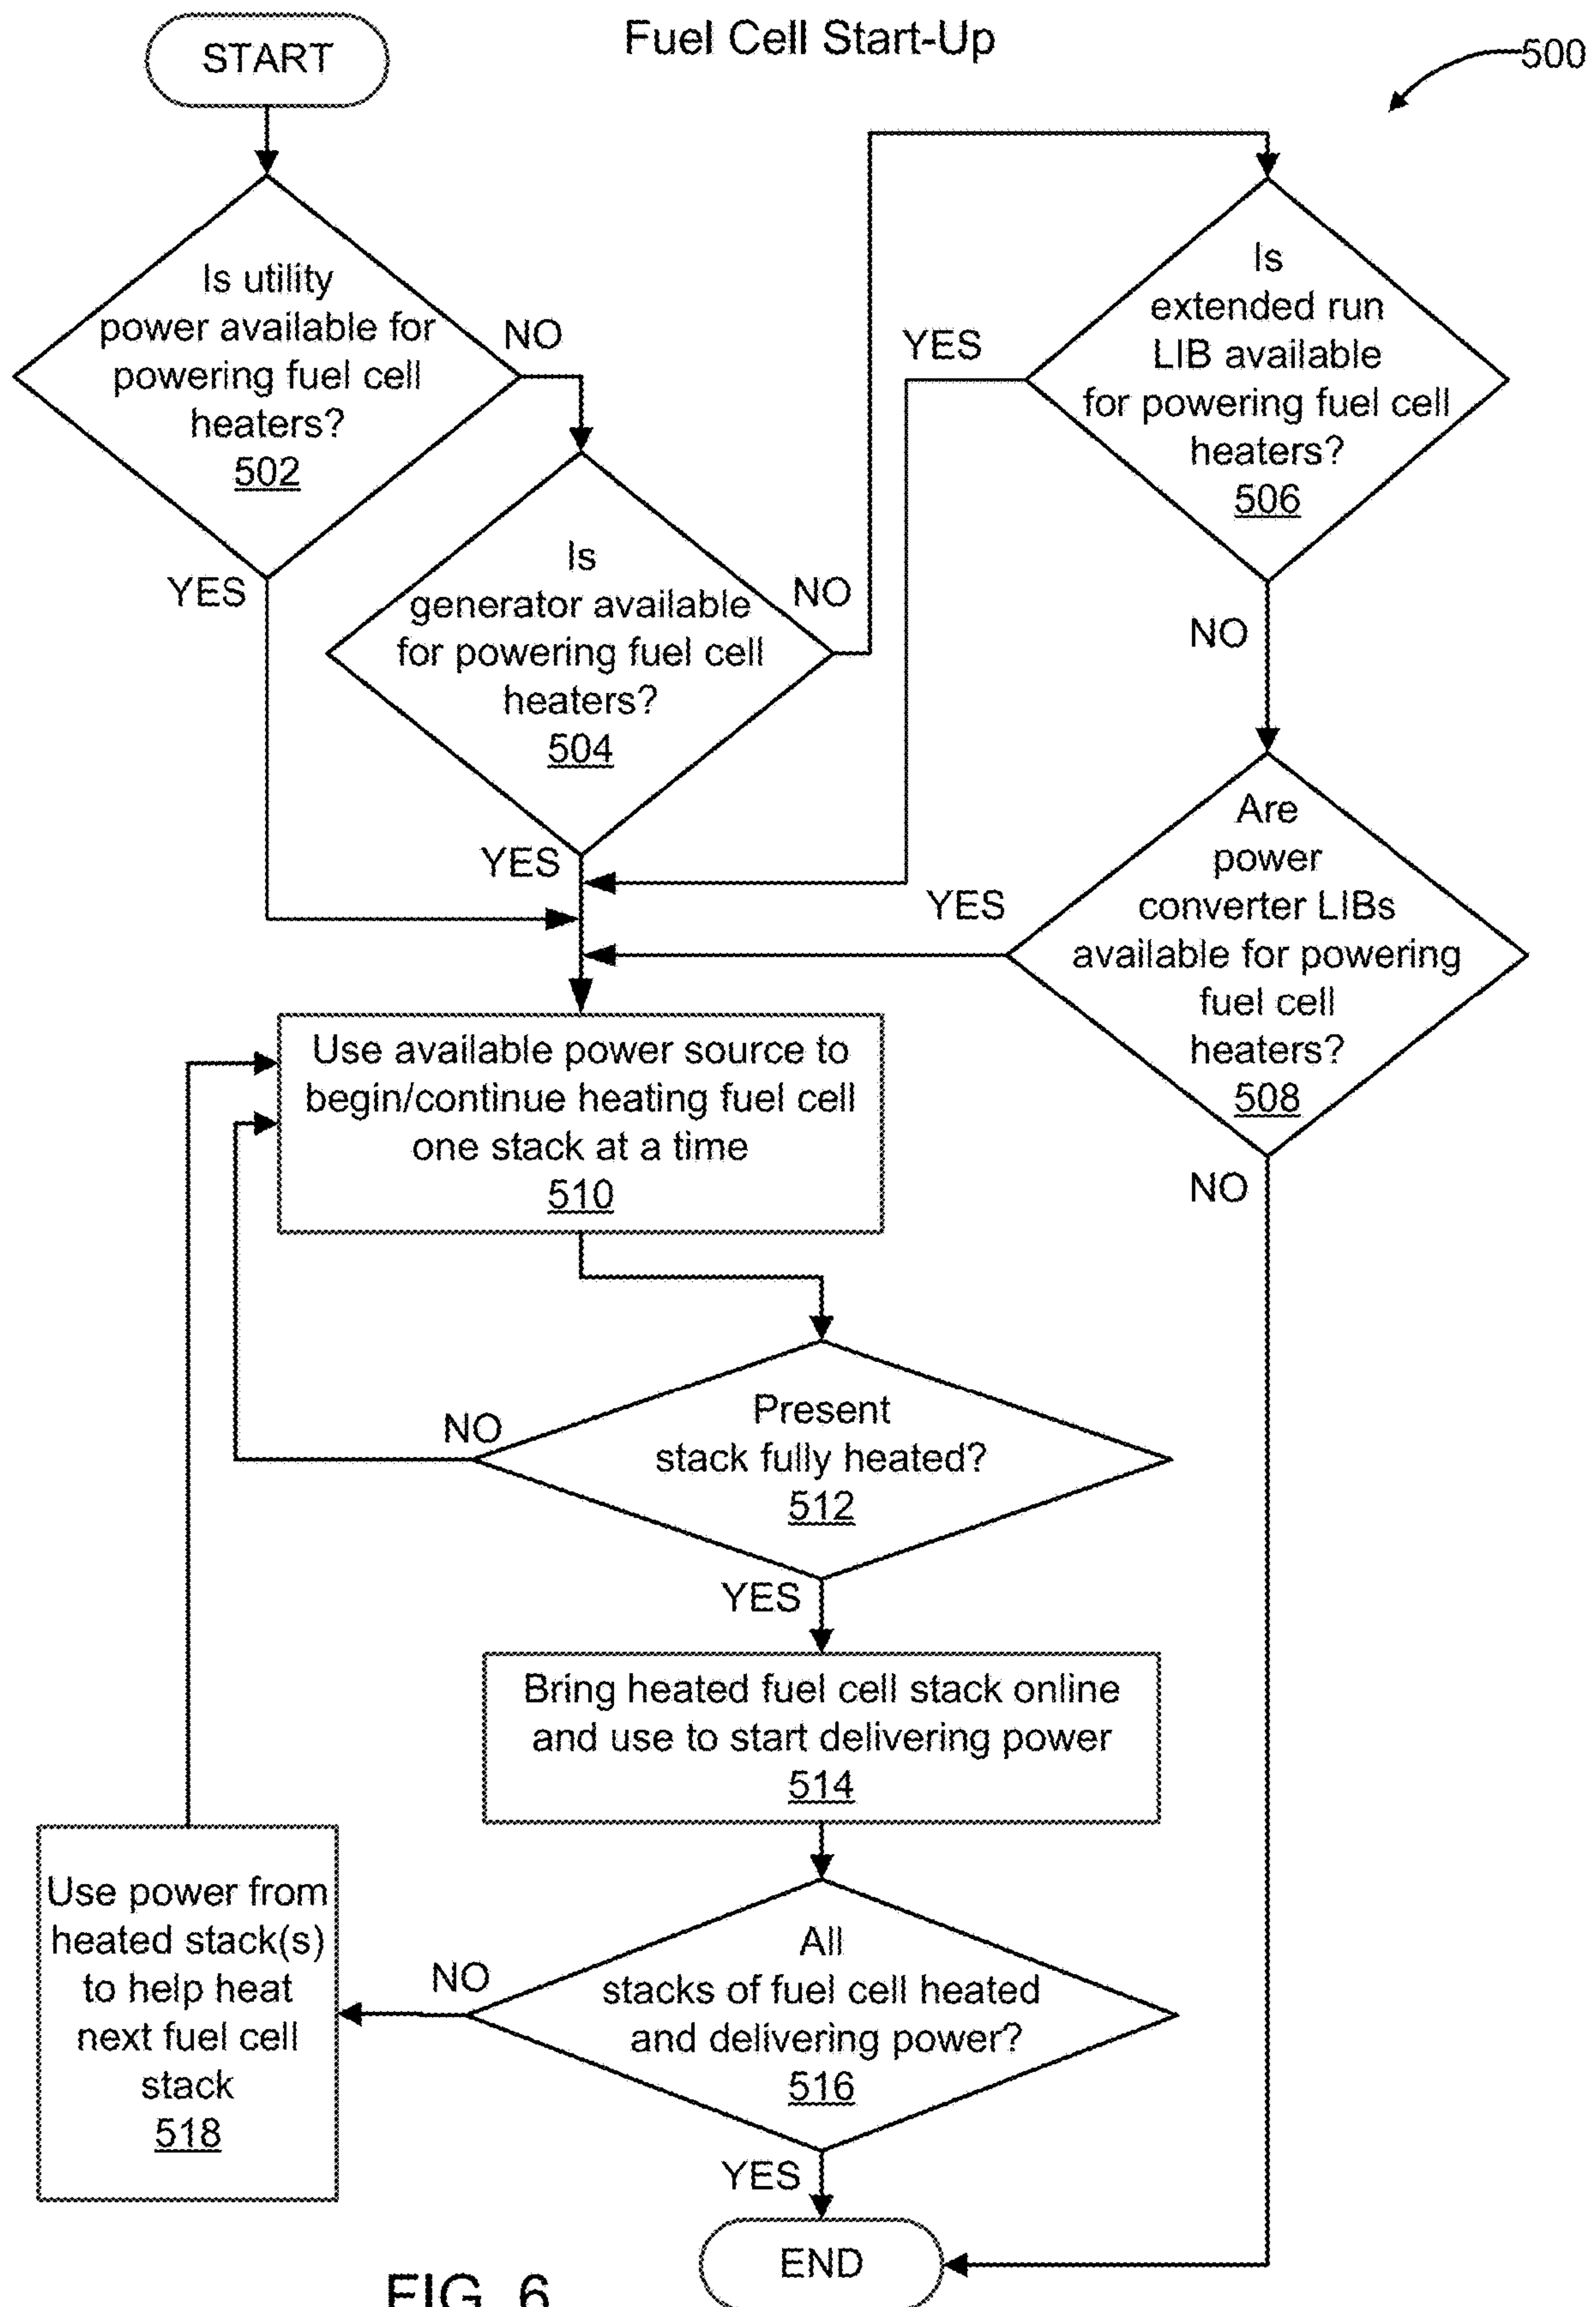 Fuel Cell Start-Up
500
START
Is utility
power available for
powering fuel cell
heaters?
502
NO
YES
Is
generator available
for powering fuel cell
heaters?
504
NO
YES
Is
extended run
LIB available
for powering fuel cell
heaters?
506
YES
NO
Are
power
converter LIBs
available for powering
fuel cell
heaters?
508
YES
NO
Use available power source to
begin/continue heating fuel cell
one stack at a time
510
Present
stack fully heated?
512
NO
YES
Bring heated fuel cell stack online
and use to start delivering power
514
All
stacks of fuel cell heated
and delivering power?
516
NO
YES
Use power from
heated stack(s)
to help heat
next fuel cell
stack
518
END
FIG. 6